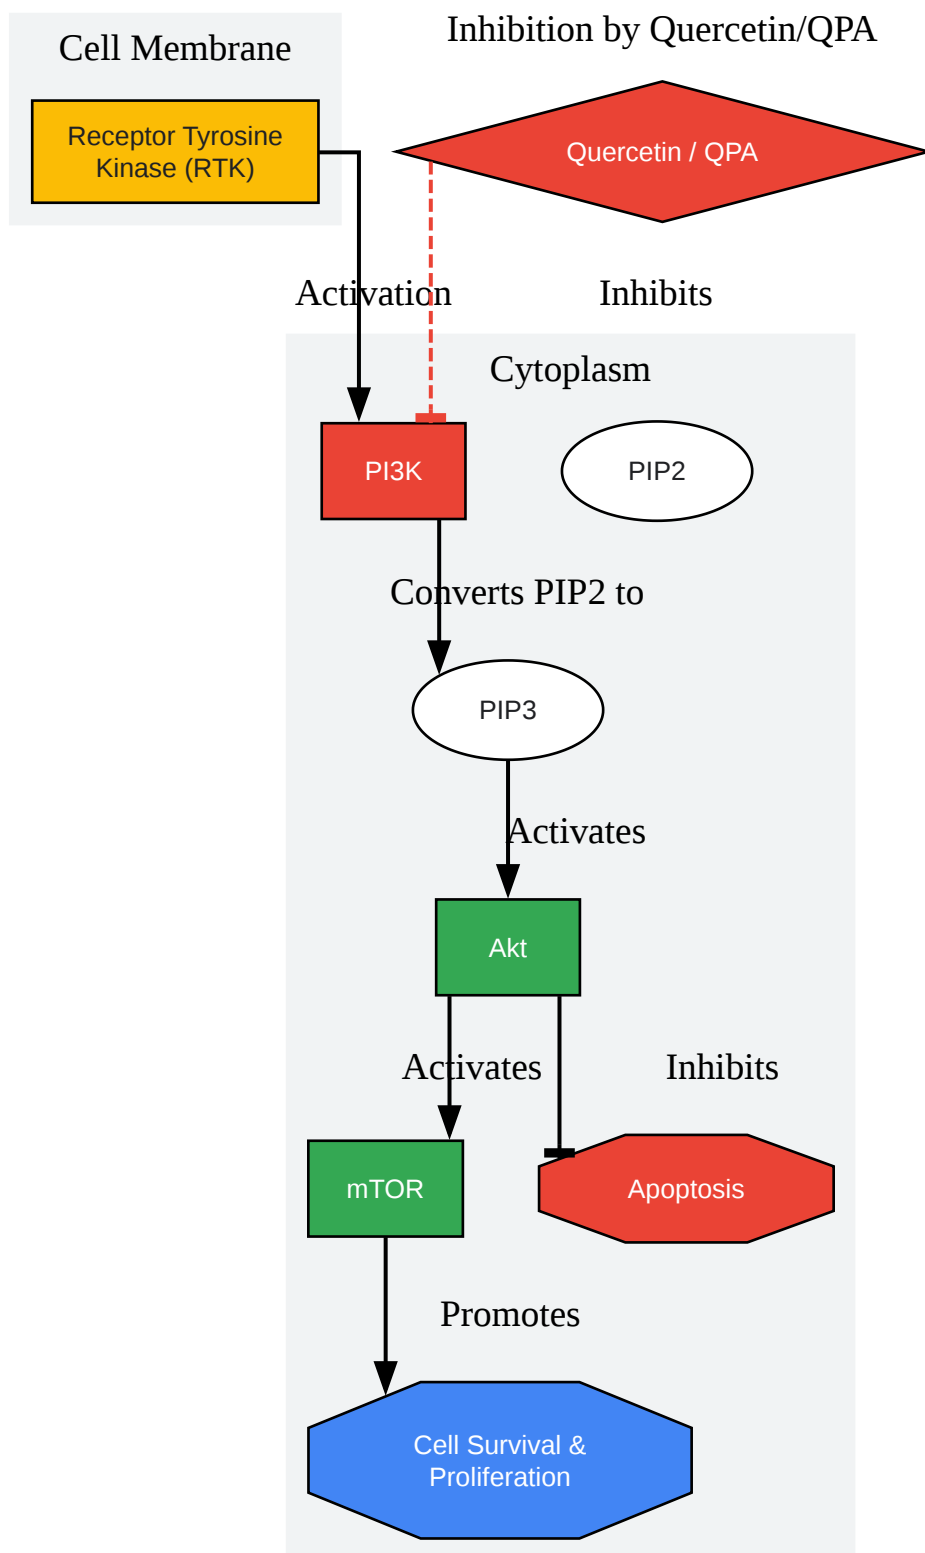 Cell Membrane
Inhibition by Quercetin/QPA
Receptor Tyrosine
Kinase (RTK)
Quercetin / QPA
Activation
Inhibits
Cytoplasm
PI3K
PIP2
Converts PIP2 to
PIP3
Activates
Akt
Activates
Inhibits
mTOR
Apoptosis
Promotes
Cell Survival &
Proliferation